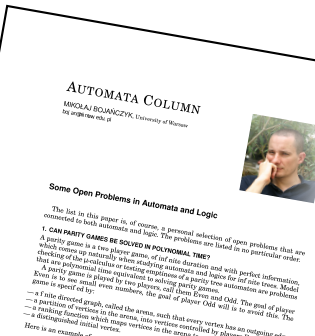 AUTOMATA COLUMN
MIKOŁAJ BOJAŃCZYK, University of Warsaw
bojan@mimuw.edu.pl
Some Open Problems in Automata and Logic
The list in this paper is, of course, a personal selection of open problems that are
connected to both automata and logic. The problems are listed in no particular order.
1. CAN PARITY GAMES BE SOLVED IN POLYNOMIAL TIME?
A parity game is a two player game, of infinite duration and with perfect information,
which comes up naturally when studying automata and logics for infinite trees. Model
checking of the μ-calculus or testing emptiness of a parity tree automaton are problems
that are polynomial time equivalent to solving parity games.
A parity game is played by two players, call them Even and Odd. The goal of player
Even is to see small even numbers, the goal of player Odd will is to avoid this. The
game is specified by:
—a finite directed graph, called the arena, such that every vertex has an outgoing
—a partition of vertices in the arena, into vertices controlled by players
—a ranking function which maps vertices in the arena to
—a distinguished initial vertex.
Here is an example of